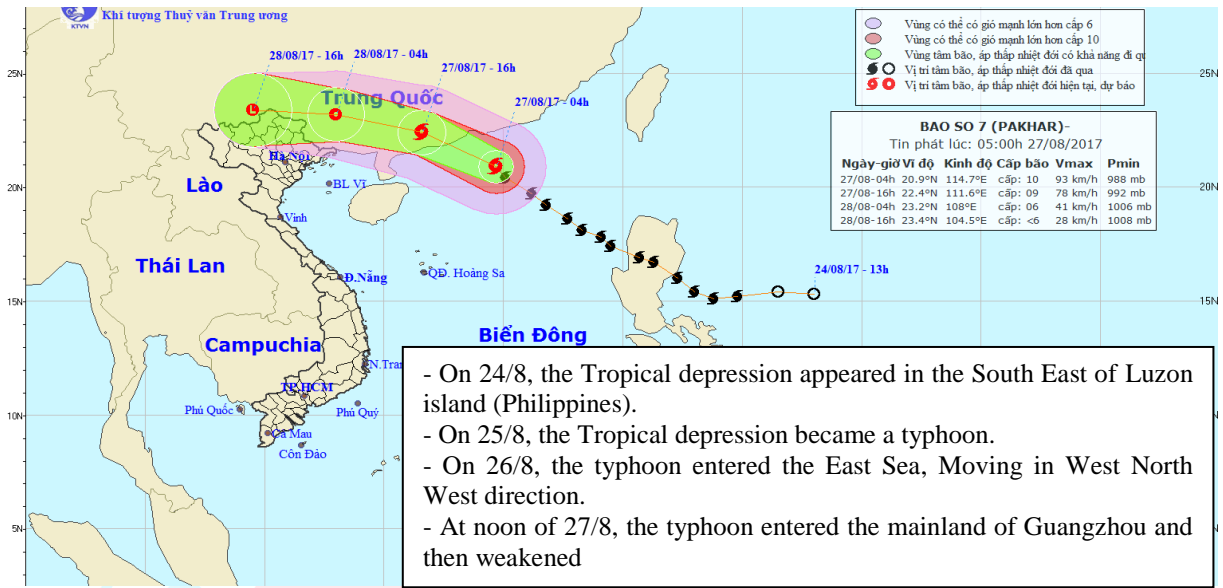 KTVN
Khí tượng Thuỷ văn Trung ương
Vùng có thể có gió mạnh lớn hơn cấp 6
Vùng có thể có gió mạnh lớn hơn cấp 10
Vùng tâm bão, áp thấp nhiệt đới có khả năng đi qu
Vị trí tâm bão, áp thấp nhiệt đới đã qua
Vị trí tâm bão, áp thấp nhiệt đới hiện tại, dự báo
BAO SO 7 (PAKHAR)-
Tin phát lúc: 05:00h 27/08/2017
Ngày-giờ Vĩ độ Kinh độ Cấp bão Vmax Pmin
27/08-04h 20.9°N 114.7°E cấp: 10 93 km/h 988 mb
27/08-16h 22.4°N 111.6°E cấp: 09 78 km/h 992 mb
28/08-04h 23.2°N 108°E cấp: 06 41 km/h 1006 mb
28/08-16h 23.4°N 104.5°E cấp: <6 28 km/h 1008 mb
28/08/17 - 16h
28/08/17 - 04h
27/08/17 - 16h
27/08/17 - 04h
24/08/17 - 13h
25N
20N
15N
10N
5N
Trung Quốc
Hà Nội
Lào
BL Vĩ
Vinh
Thái Lan
QĐ. Hoàng Sa
Đ.Nẵng
Biển Đông
Campuchia
N.Tran
TP.HCM
Phú Quốc
Phú Quý
Cà Mau
Côn Đảo
- On 24/8, the Tropical depression appeared in the South East of Luzon
island (Philippines).
- On 25/8, the Tropical depression became a typhoon.
- On 26/8, the typhoon entered the East Sea, Moving in West North
West direction.
- At noon of 27/8, the typhoon entered the mainland of Guangzhou and
then weakened